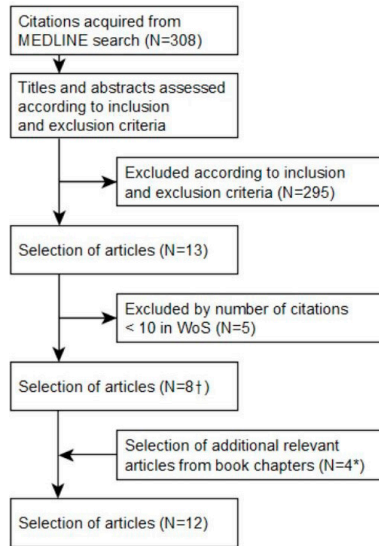 Citations acquired from
MEDLINE search (N=308)
Titles and abstracts assessed
according to inclusion
and exclusion criteria
Excluded according to inclusion
and exclusion criteria (N=295)
Selection of articles (N=13)
Excluded by number of citations
< 10 in WoS (N=5)
Selection of articles (N=8†)
Selection of additional relevant
articles from book chapters (N=4*)
Selection of articles (N=12)